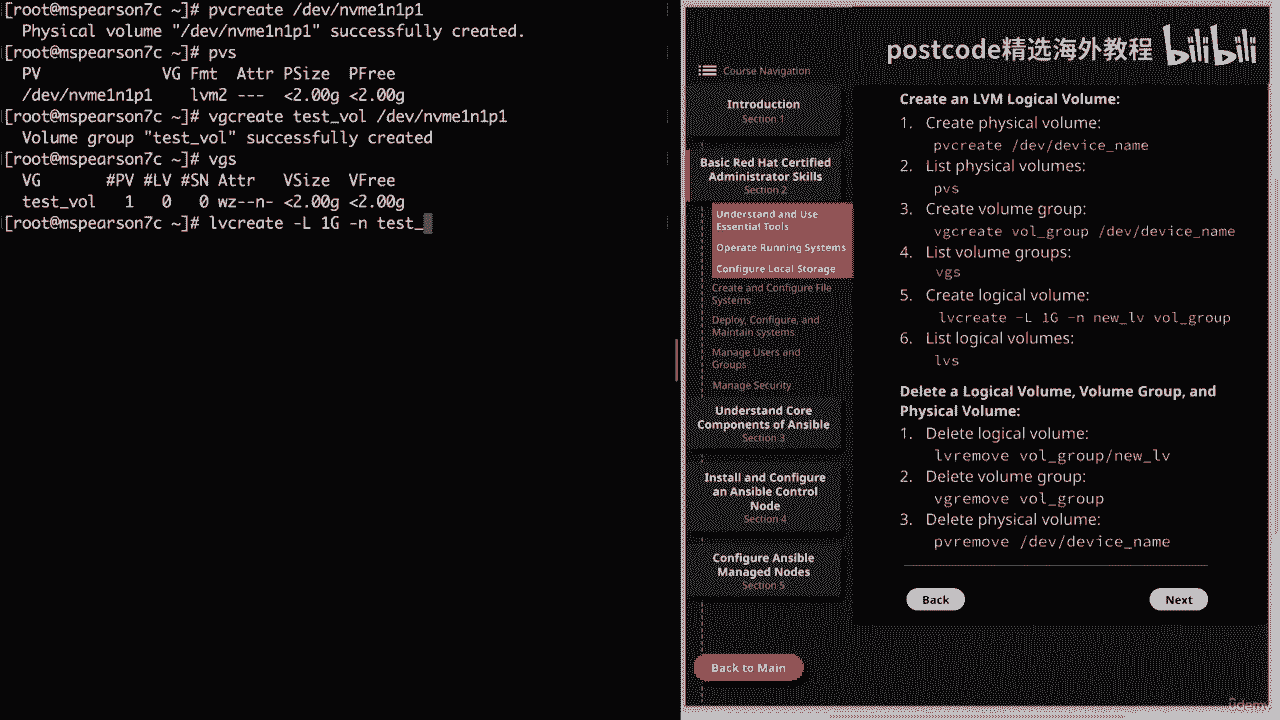 [root@mspearson7c ~]# pvcreate /dev/nvme1n1p1
Physical volume "/dev/nvme1n1p1" successfully created.
[root@mspearson7c ~]# pvs
PV VG Fmt Attr PSize PFree
/dev/nvme1n1p1 lvm2 --- <2.00g <2.00g
[root@mspearson7c ~]# vgcreate test_vol /dev/nvme1n1p1
Volume group "test_vol" successfully created
[root@mspearson7c ~]# vgs
VG #PV #LV #SN Attr VSize VFree
test_vol 1 0 0 wz--n- <2.00g <2.00g
[root@mspearson7c ~]# lvcreate -L 1G -n test_
postcode精选海外教程 bilibili
Course Navigation
Introduction
Section 1
Basic Red Hat Certified
Administrator Skills
Section 2
Understand and Use
Essential Tools
Operate Running Systems
Configure Local Storage
Create and Configure File
Systems
Deploy, Configure, and
Maintain systems
Manage Users and
Groups
Manage Security
Understand Core
Components of Ansible
Section 3
Install and Configure
an Ansible Control
Node
Section 4
Configure Ansible
Managed Nodes
Section 5
Back to Main
Create an LVM Logical Volume:
1. Create physical volume:
pvcreate /dev/device_name
2. List physical volumes:
pvs
3. Create volume group:
vgcreate vol_group /dev/device_name
4. List volume groups:
vgs
5. Create logical volume:
lvcreate -L 1G -n new_lv vol_group
6. List logical volumes:
lvs
Delete a Logical Volume, Volume Group, and
Physical Volume:
1. Delete logical volume:
lvremove vol_group/new_lv
2. Delete volume group:
vgremove vol_group
3. Delete physical volume:
pvremove /dev/device_name
Back
Next
ûdemy